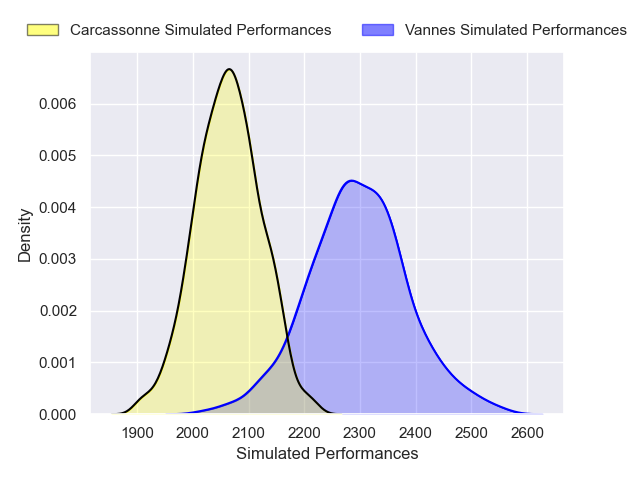 Carcassonne Simulated Performances Vannes Simulated Performances
0.006
0.005
0.004
0.003
0.002
0.001
0.000
Density
1900 2000 2100 2200 2300 2400 2500 2600
Simulated Performances